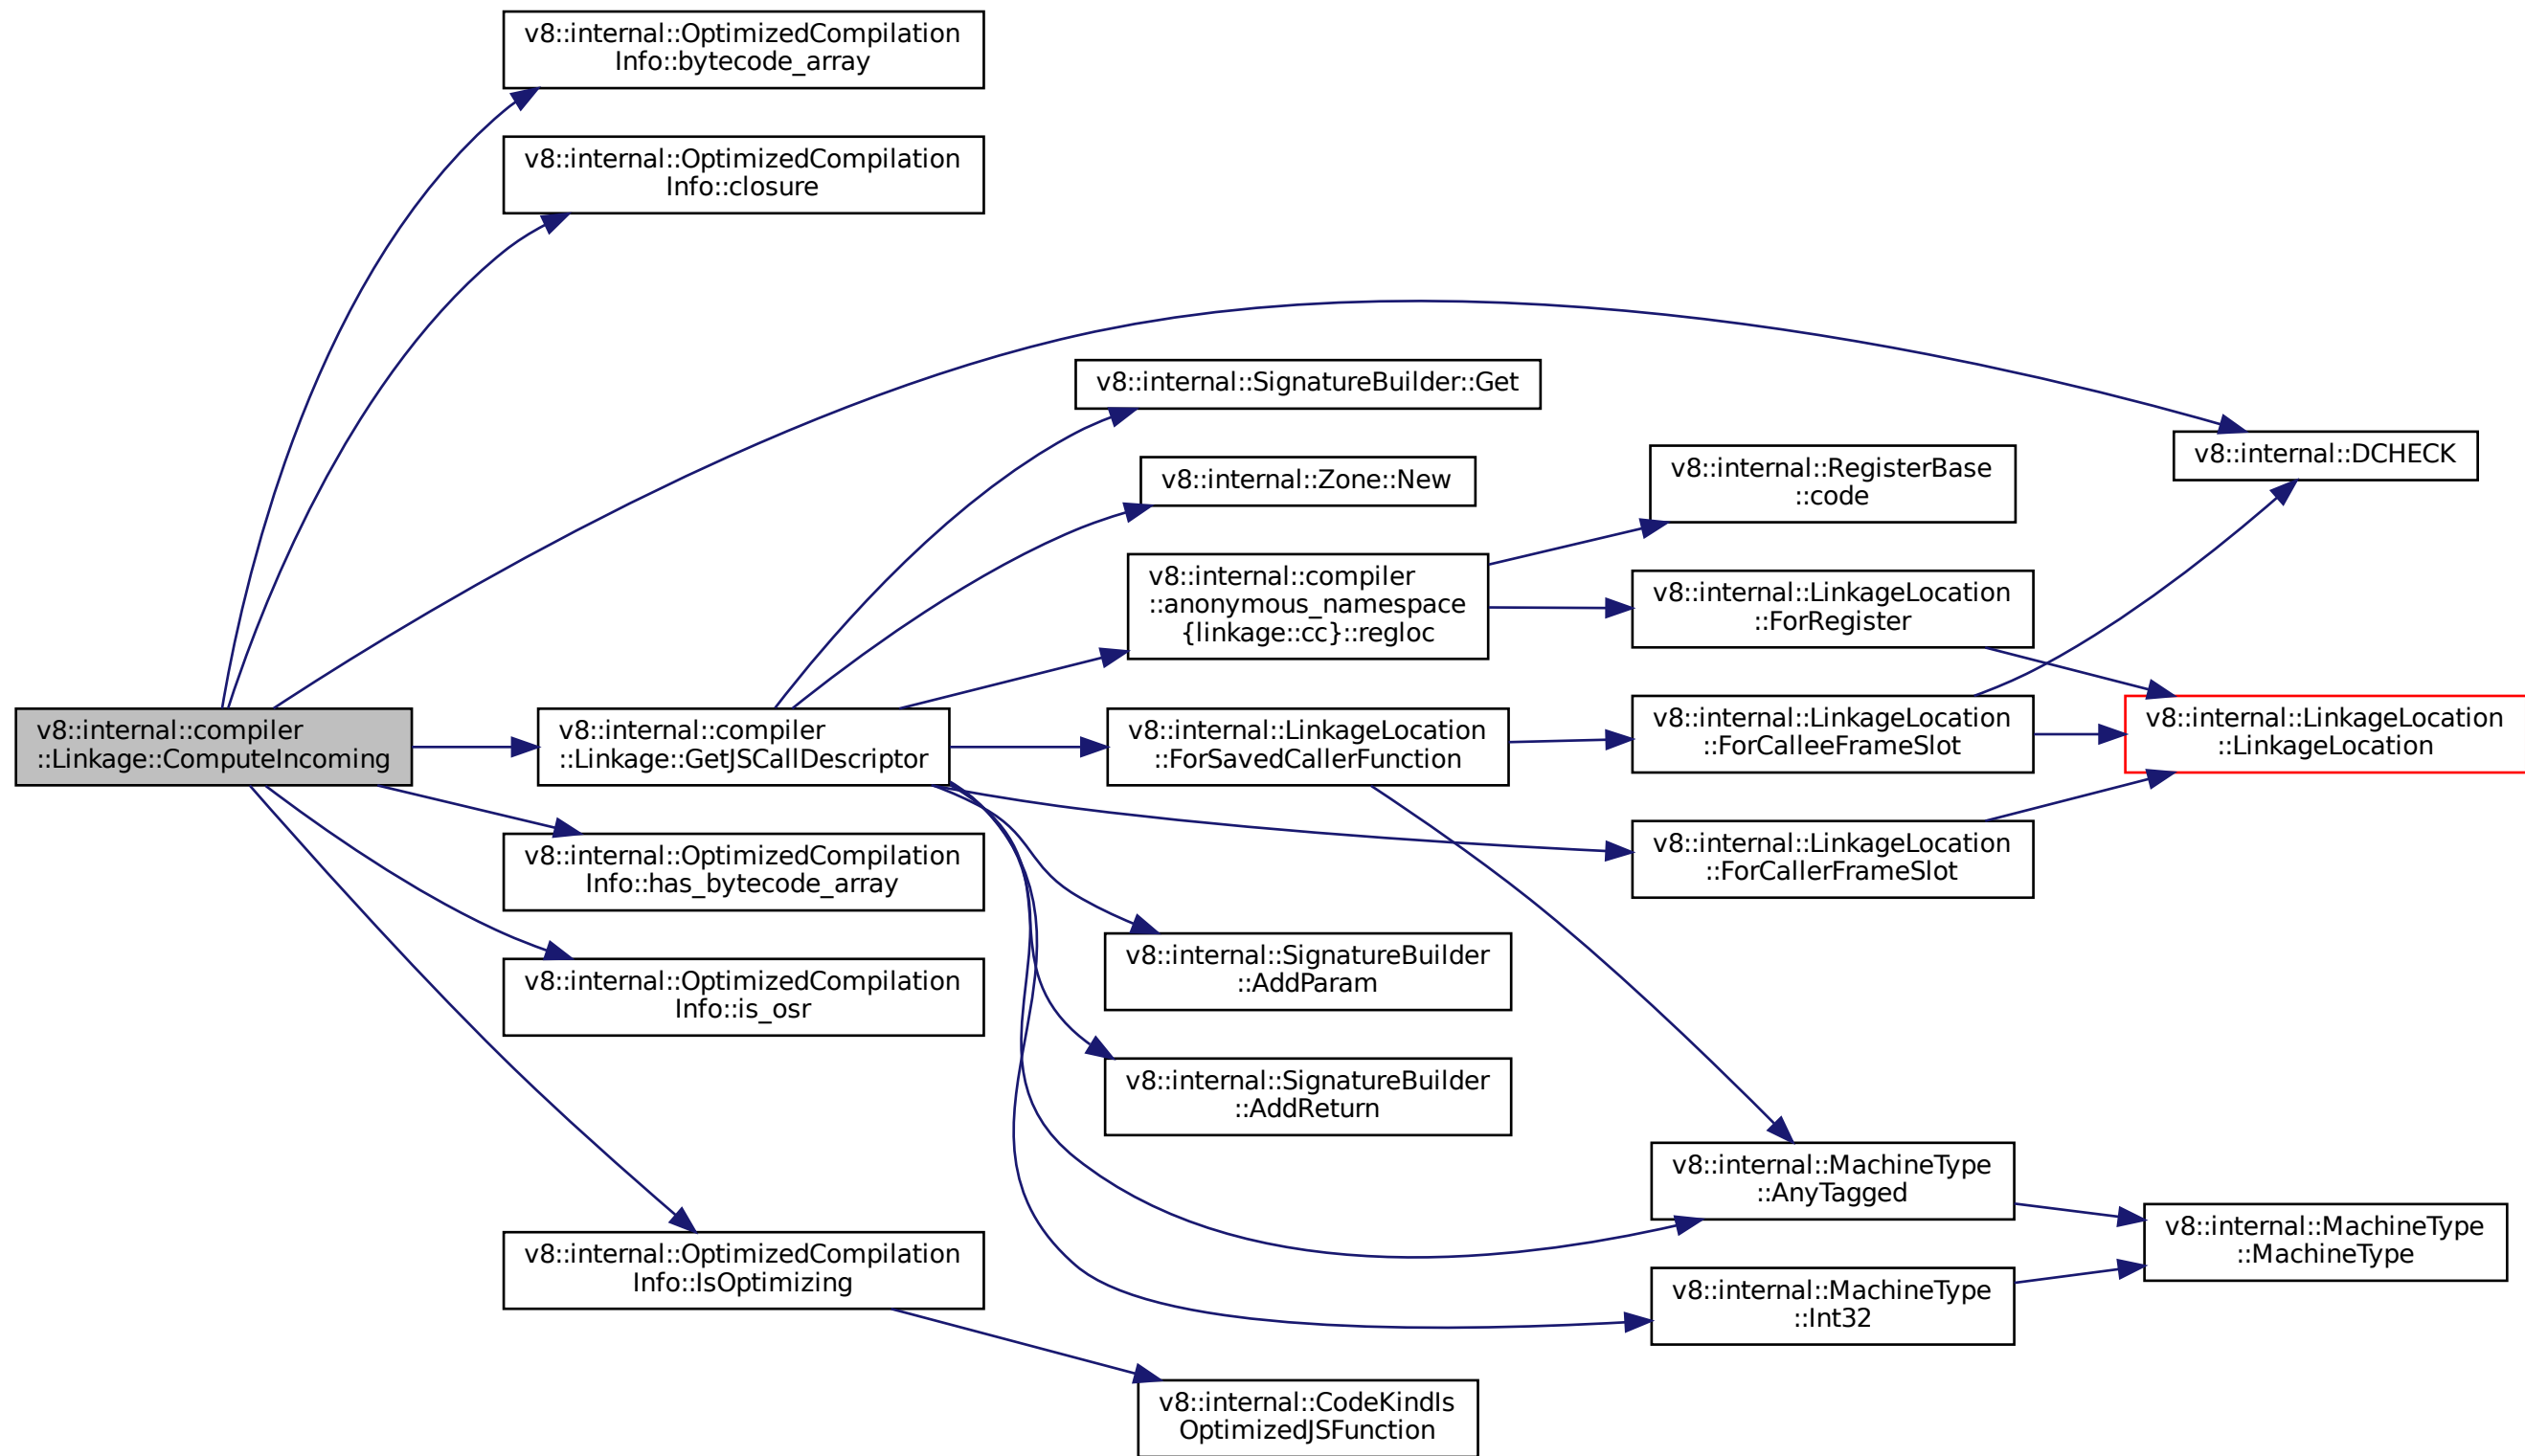 v8::internal::OptimizedCompilation
Info::bytecode_array
v8::internal::OptimizedCompilation
Info::closure
v8::internal::SignatureBuilder::Get
v8::internal::DCHECK
v8::internal::Zone::New
v8::internal::RegisterBase
::code
v8::internal::compiler
::anonymous_namespace
{linkage::cc}::regloc
v8::internal::LinkageLocation
::ForRegister
v8::internal::compiler
::Linkage::ComputeIncoming
v8::internal::compiler
::Linkage::GetJSCallDescriptor
v8::internal::LinkageLocation
::ForSavedCallerFunction
v8::internal::LinkageLocation
::ForCalleeFrameSlot
v8::internal::LinkageLocation
::LinkageLocation
v8::internal::OptimizedCompilation
Info::has_bytecode_array
v8::internal::LinkageLocation
::ForCallerFrameSlot
v8::internal::SignatureBuilder
::AddParam
v8::internal::OptimizedCompilation
Info::is_osr
v8::internal::SignatureBuilder
::AddReturn
v8::internal::MachineType
::AnyTagged
v8::internal::MachineType
::MachineType
v8::internal::OptimizedCompilation
Info::IsOptimizing
v8::internal::MachineType
::Int32
v8::internal::CodeKindIs
OptimizedJSFunction